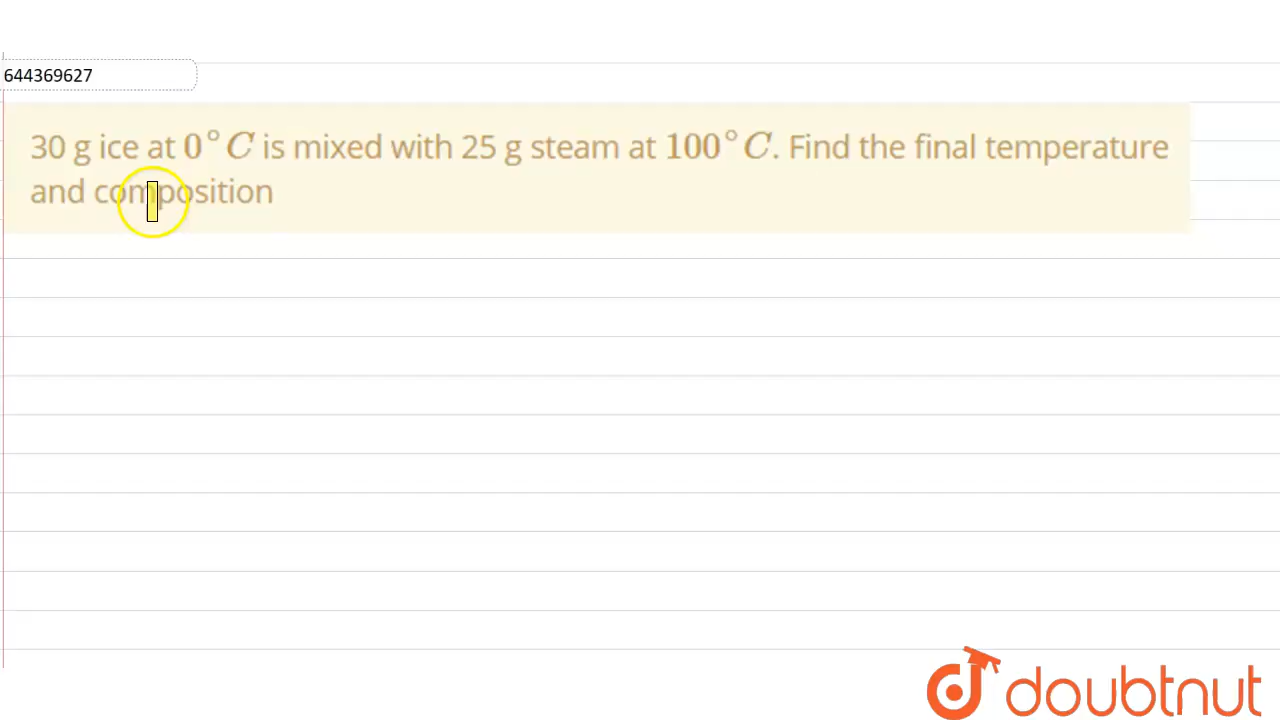 644369627
30 g ice at 0°C is mixed with 25 g steam at 100°C. Find the final temperature
and composition
doubtnut